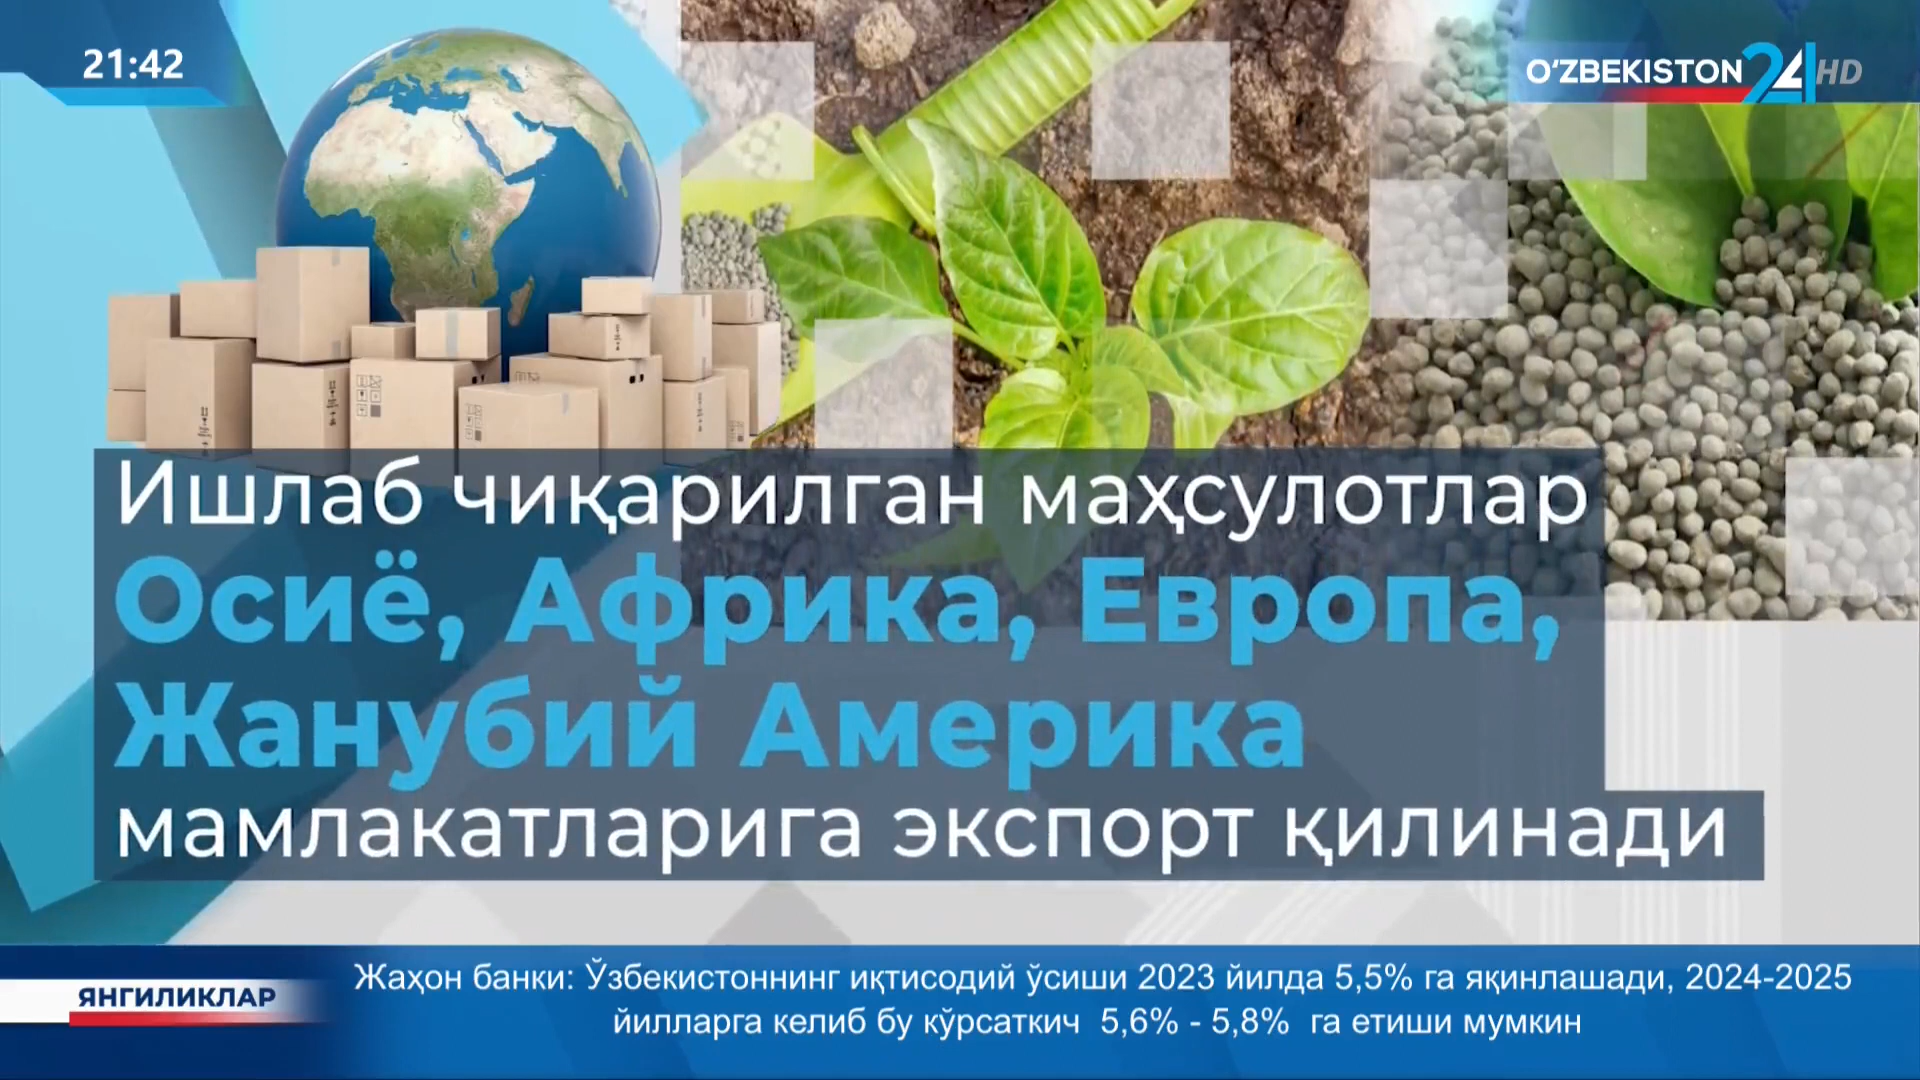 21:42
O‘ZBEKISTON 24 HD
Ишлаб чиқарилган маҳсулотлар
Осиё, Африка, Европа,
Жанубий Америка
мамлакатларига экспорт қилинади
ЯНГИЛИКЛАР
Жаҳон банки: Ўзбекистоннинг иқтисодий ўсиши 2023 йилда 5,5% га яқинлашади, 2024-2025
йилларга келиб бу кўрсаткич 5,6% - 5,8% га етиши мумкин